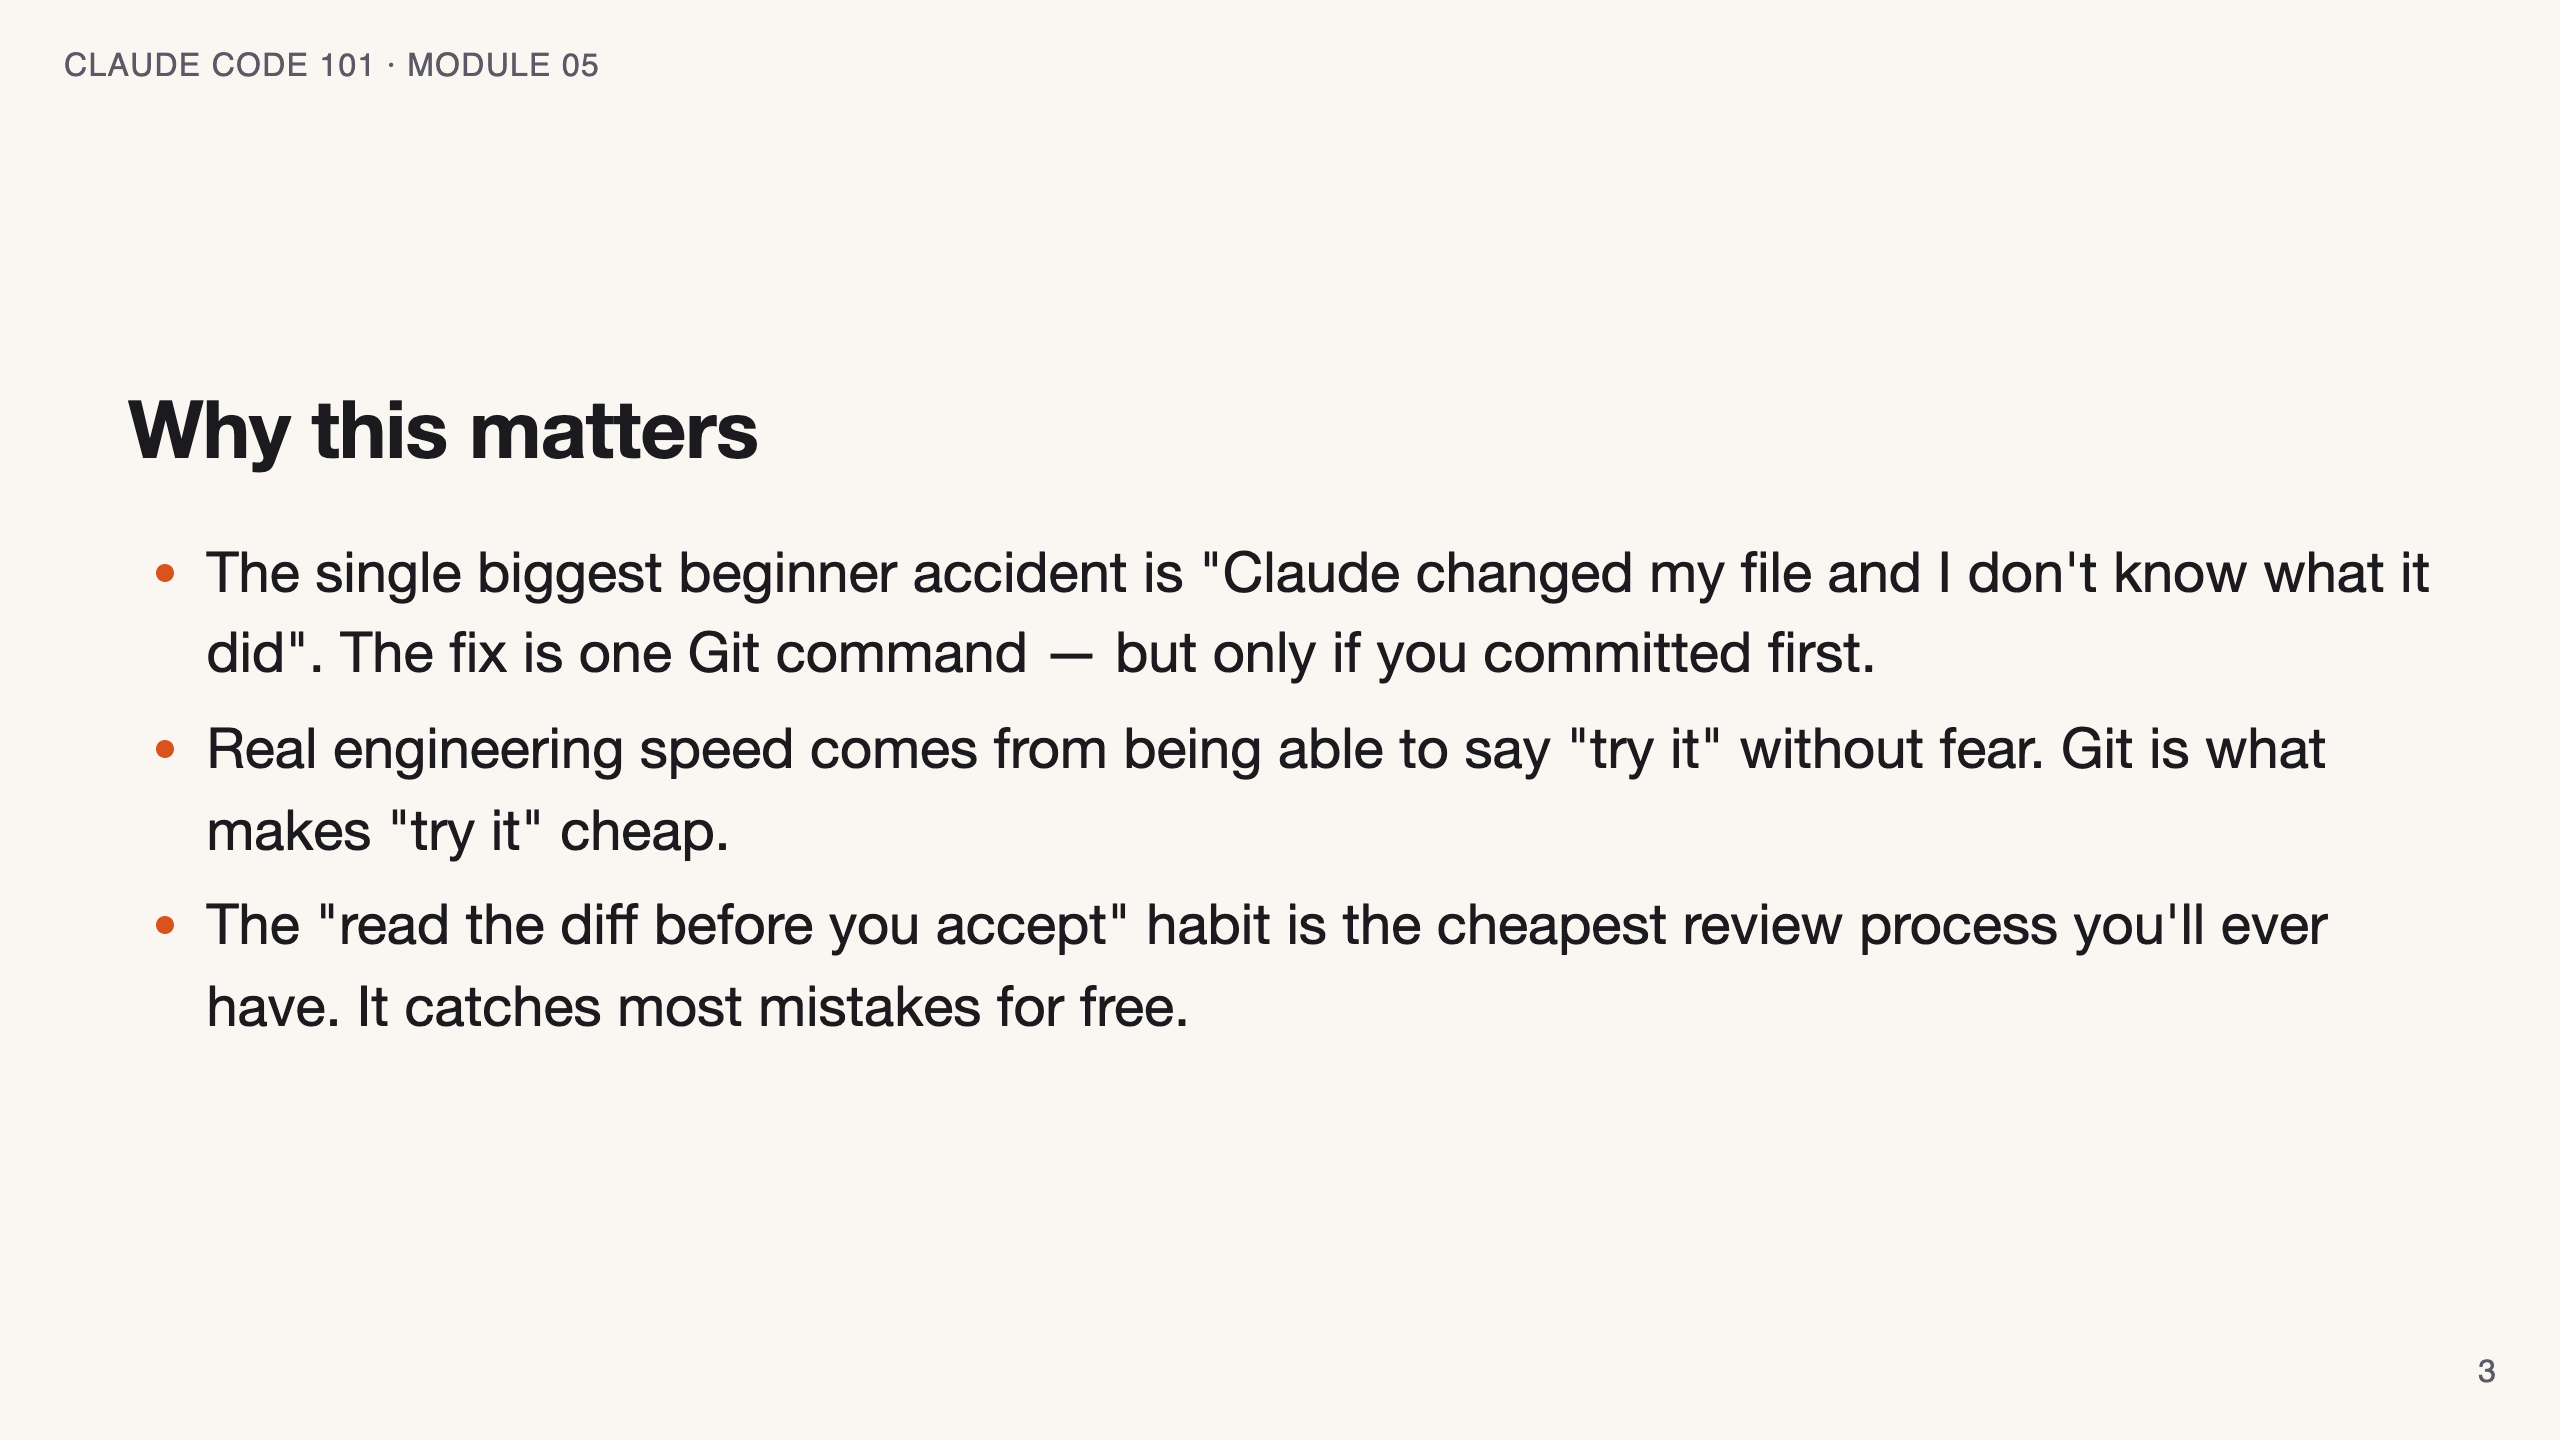 CLAUDE CODE 101 · MODULE 05
Why this matters
• The single biggest beginner accident is "Claude changed my file and I don't know what it
did". The fix is one Git command — but only if you committed first.
• Real engineering speed comes from being able to say "try it" without fear. Git is what
makes "try it" cheap.
• The "read the diff before you accept" habit is the cheapest review process you'll ever
have. It catches most mistakes for free.
3